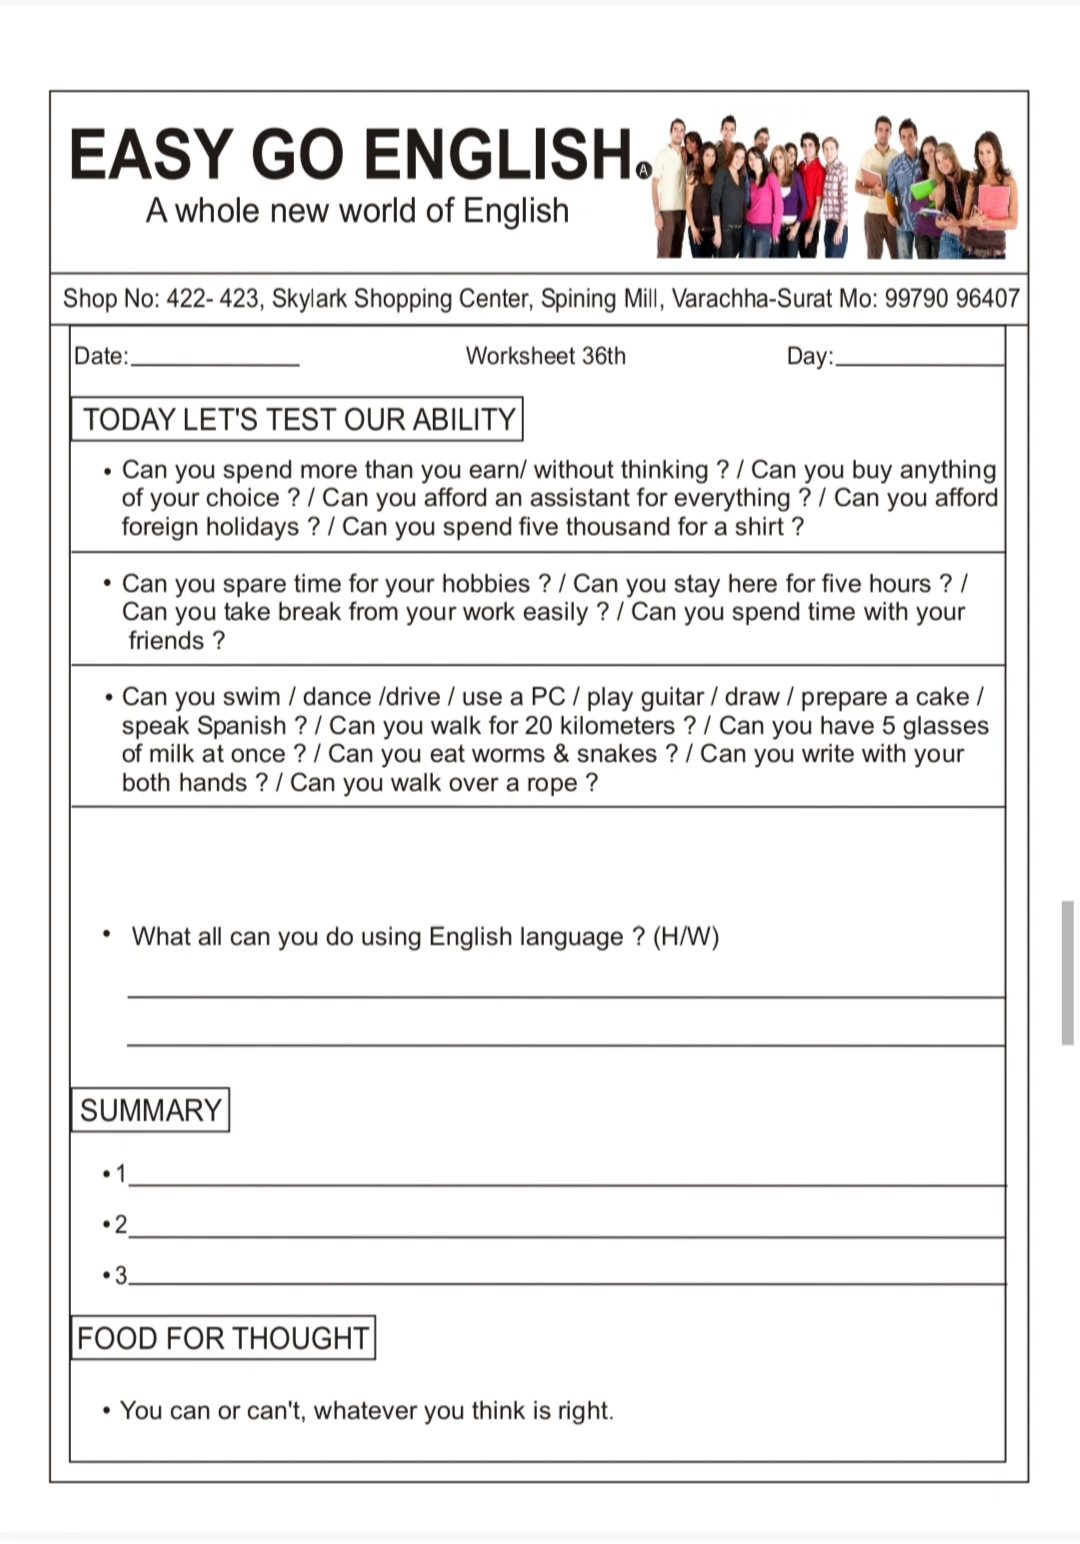 EASY GO ENGLISH.
A whole new world of English
Shop No: 422- 423, Skylark Shopping Center, Spining Mill, Varachha-Surat Mo: 99790 96407
Date:____________ Worksheet 36th Day:____________
TODAY LET'S TEST OUR ABILITY
• Can you spend more than you earn/ without thinking ? / Can you buy anything
of your choice ? / Can you afford an assistant for everything ? / Can you afford
foreign holidays ? / Can you spend five thousand for a shirt ?
• Can you spare time for your hobbies ? / Can you stay here for five hours ? /
Can you take break from your work easily ? / Can you spend time with your
friends ?
• Can you swim / dance /drive / use a PC / play guitar / draw / prepare a cake /
speak Spanish ? / Can you walk for 20 kilometers ? / Can you have 5 glasses
of milk at once ? / Can you eat worms & snakes ? / Can you write with your
both hands ? / Can you walk over a rope ?
• What all can you do using English language ? (H/W)
SUMMARY
• 1
• 2
• 3
FOOD FOR THOUGHT
• You can or can't, whatever you think is right.